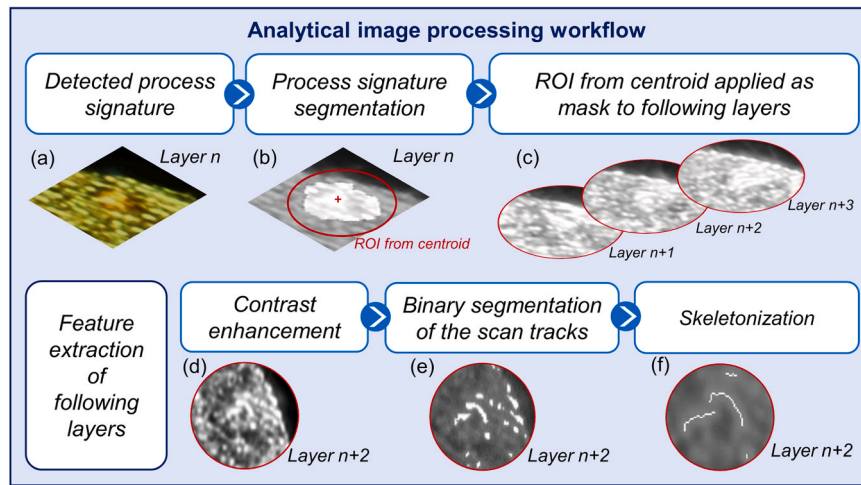 Analytical image processing workflow
Detected process
signature
Process signature
segmentation
ROI from centroid applied as
mask to following layers
(a)
Layer n
(b)
Layer n
ROI from centroid
(c)
Layer n+1
Layer n+2
Layer n+3
Feature
extraction
of
following
layers
Contrast
enhancement
Binary segmentation
of the scan tracks
Skeletonization
(d)
Layer n+2
(e)
Layer n+2
(f)
Layer n+2